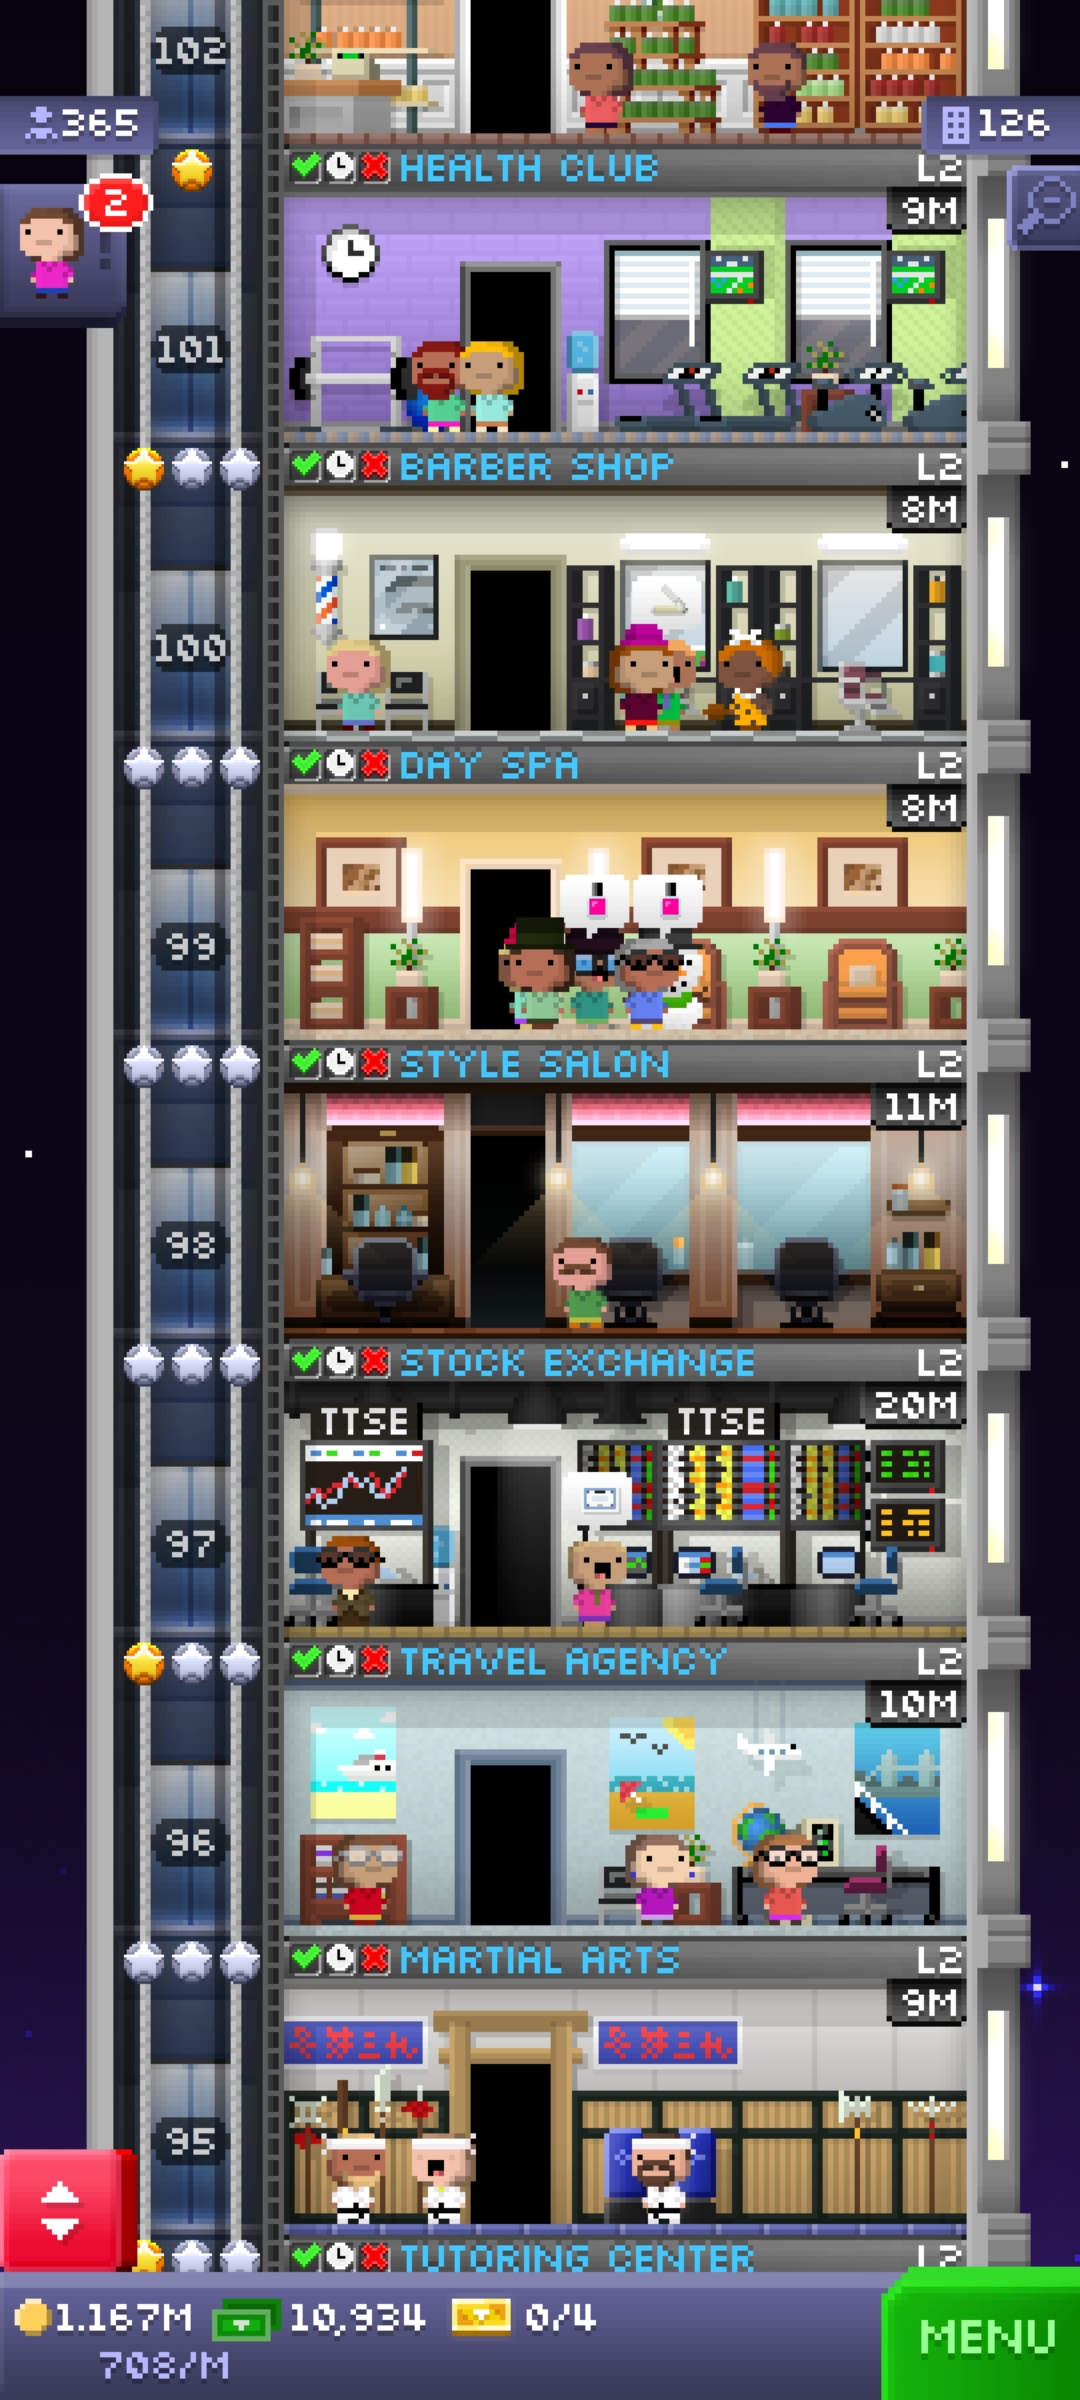 102
365
126
HEALTH CLUB L2
2
9M
101
BARBER SHOP L2
8M
100
DAY SPA L2
8M
99
STYLE SALON L2
11M
98
STOCK EXCHANGE L2
20M
TTSE TTSE
97
TRAVEL AGENCY L2
10M
96
MARTIAL ARTS L2
9M
95
TUTORING CENTER L2
1.167M 10,934 0/4
708/M
MENU